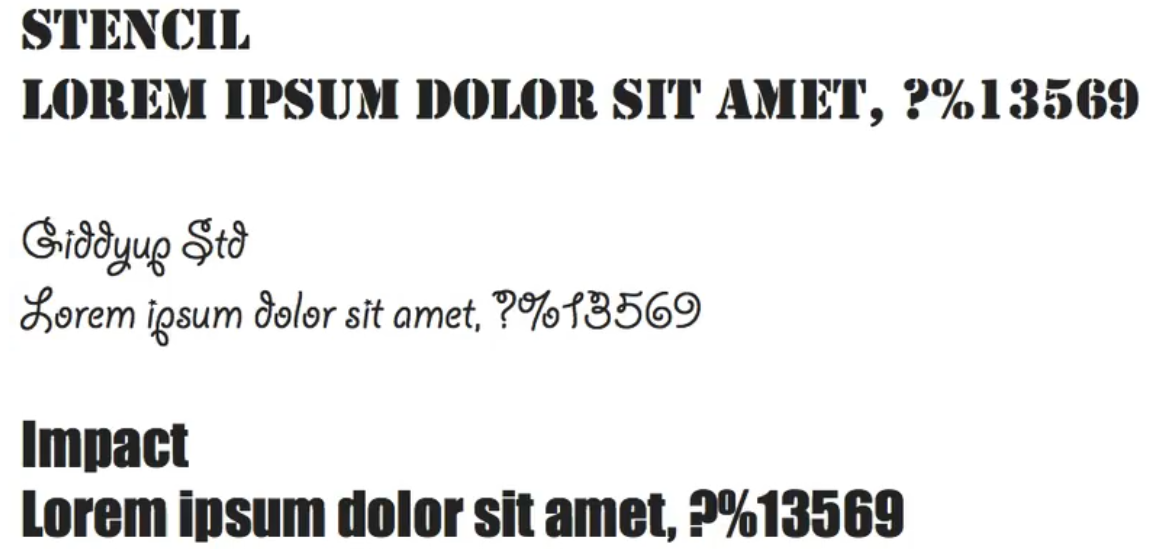 STENCIL
LOREM IPSUM DOLOR SIT AMET, ?%13569
Giddyup Std
Lorem ipsum dolor sit amet, ?%13569
Impact
Lorem ipsum dolor sit amet, ?%13569